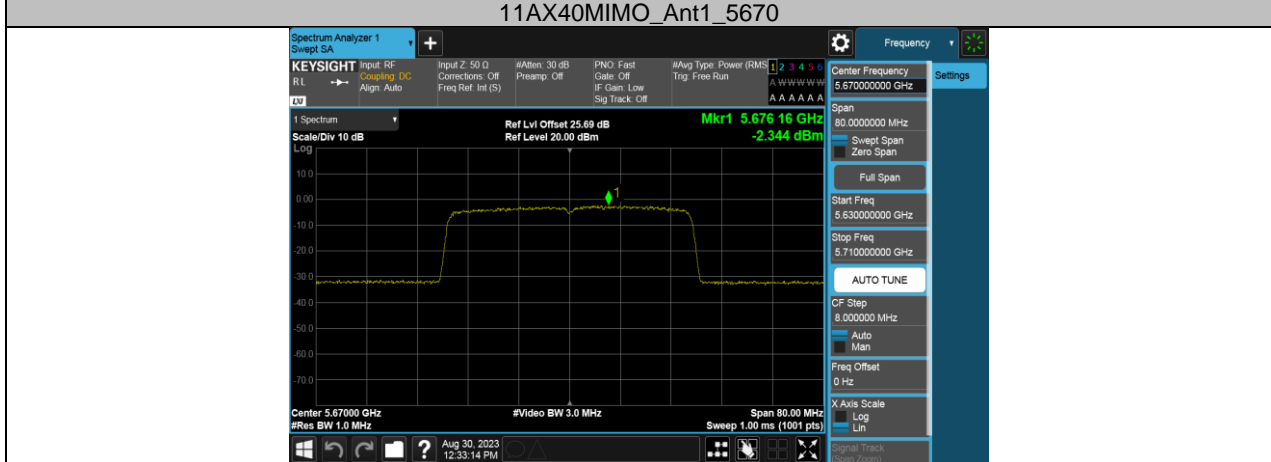 11AX40MIMO_Ant1_5670
Spectrum Analyzer 1
Swept SA
Frequency
KEYSIGHT
RL
LXI
Input: RF
Coupling: DC
Align: Auto
Input Z: 50 Ω
Corrections: Off
Freq Ref: Int (S)
#Atten: 30 dB
Preamp: Off
PNO: Fast
Gate: Off
IF Gain: Low
Sig Track: Off
#Avg Type: Power (RMS
Trig: Free Run
1 2 3 4 5 6
A W W W W W
A A A A A A
Center Frequency
5.670000000 GHz
Settings
Span
80.0000000 MHz
Swept Span
Zero Span
Full Span
Start Freq
5.630000000 GHz
Stop Freq
5.710000000 GHz
AUTO TUNE
CF Step
8.000000 MHz
Auto
Man
Freq Offset
0 Hz
X Axis Scale
Log
Lin
Signal Track
(Span Zoom)
1 Spectrum
Scale/Div 10 dB
Log
Ref Lvl Offset 25.69 dB
Ref Level 20.00 dBm
Mkr1 5.676 16 GHz
-2.344 dBm
1
10.0
0.00
-10.0
-20.0
-30.0
-40.0
-50.0
-60.0
-70.0
Center 5.67000 GHz
#Video BW 3.0 MHz
Span 80.00 MHz
#Res BW 1.0 MHz
Sweep 1.00 ms (1001 pts)
?
Aug 30, 2023
12:33:14 PM